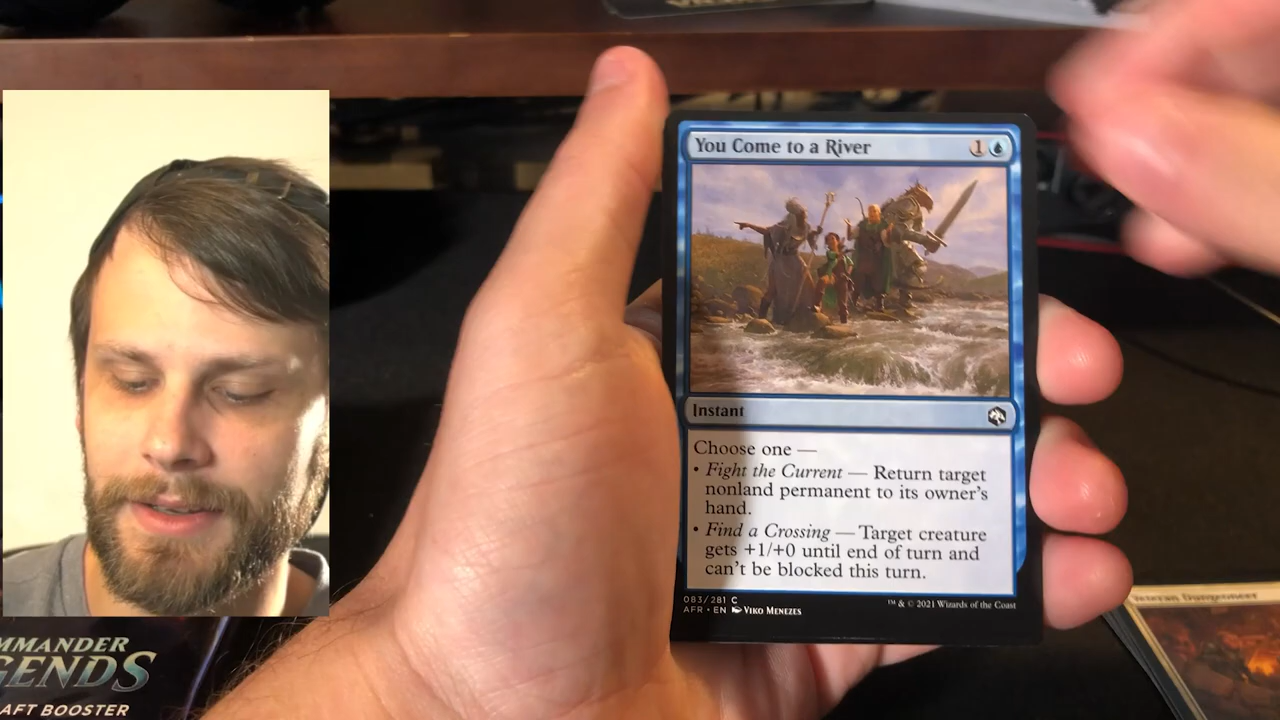 You Come to a River 1
Instant
Choose one —
• Fight the Current — Return target
nonland permanent to its owner's
hand.
• Find a Crossing — Target creature
gets +1/+0 until end of turn and
can't be blocked this turn.
083/281 C
AFR • EN Viko Menezes
™ & © 2021 Wizards of the Coast
MMANDER
GENDS
AFT BOOSTER